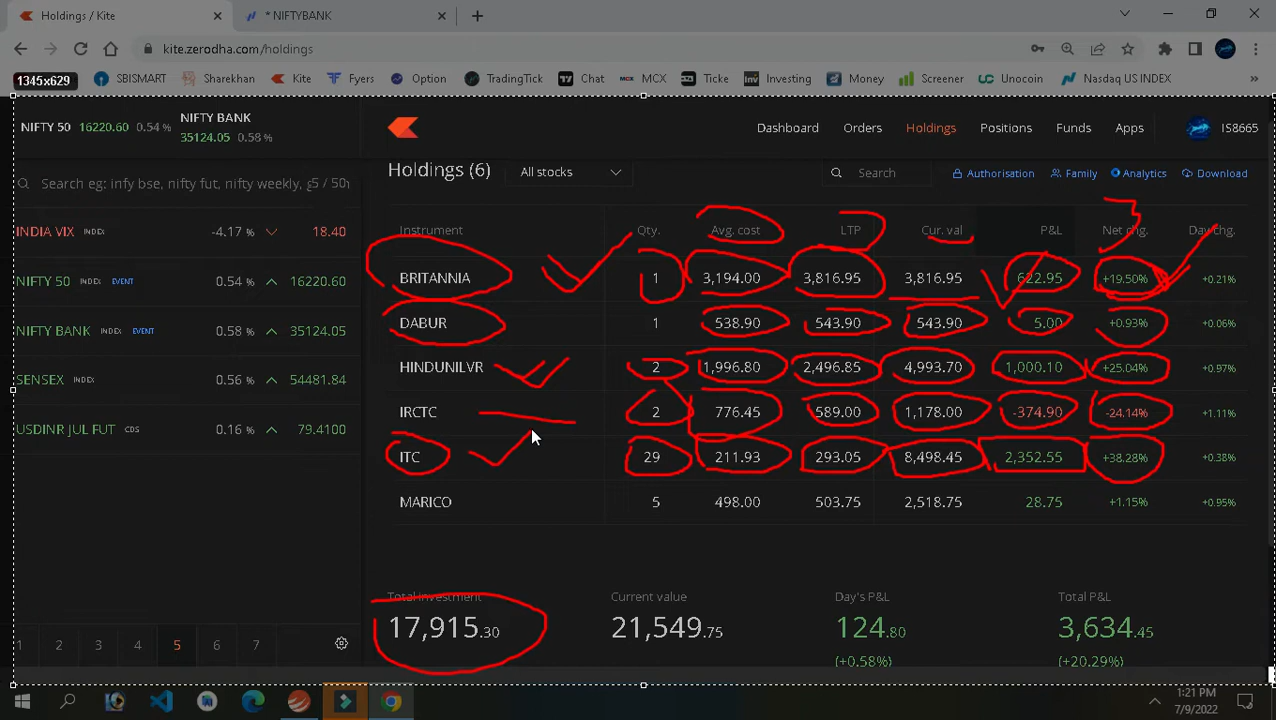 Holdings / Kite
* NIFTYBANK
kite.zerodha.com/holdings
1345x629
SBISMART Sharekhan Kite Fyers Option TradingTick Chat MCX Ticke Investing Money Screener Unocoin Nasdaq US INDEX
NIFTY 50 16220.60 0.54 %
NIFTY BANK
35124.05 0.58 %
Dashboard Orders Holdings Positions Funds Apps IS8665
Holdings (6) All stocks Search Authorisation Family Analytics Download
Search eg: infy bse, nifty fut, nifty weekly, 5 / 50
INDIA VIX INDEX -4.17 % 18.40
NIFTY 50 INDEX EVENT 0.54 % 16220.60
NIFTY BANK INDEX EVENT 0.58 % 35124.05
SENSEX INDEX 0.56 % 54481.84
USDINR JUL FUT CDS 0.16 % 79.4100
1 2 3 4 5 6 7
Instrument Qty. Avg. cost LTP Cur. val P&L Net chg. Day chg.
BRITANNIA 1 3,194.00 3,816.95 3,816.95 622.95 +19.50% +0.21%
DABUR 1 538.90 543.90 543.90 5.00 +0.93% +0.06%
HINDUNILVR 2 1,996.80 2,496.85 4,993.70 1,000.10 +25.04% +0.97%
IRCTC 2 776.45 589.00 1,178.00 -374.90 -24.14% +1.11%
ITC 29 211.93 293.05 8,498.45 2,352.55 +38.28% +0.38%
MARICO 5 498.00 503.75 2,518.75 28.75 +1.15% +0.95%
Total investment Current value Day's P&L Total P&L
17,915.30 21,549.75 124.80 3,634.45
(+0.58%) (+20.29%)
1:21 PM
7/9/2022